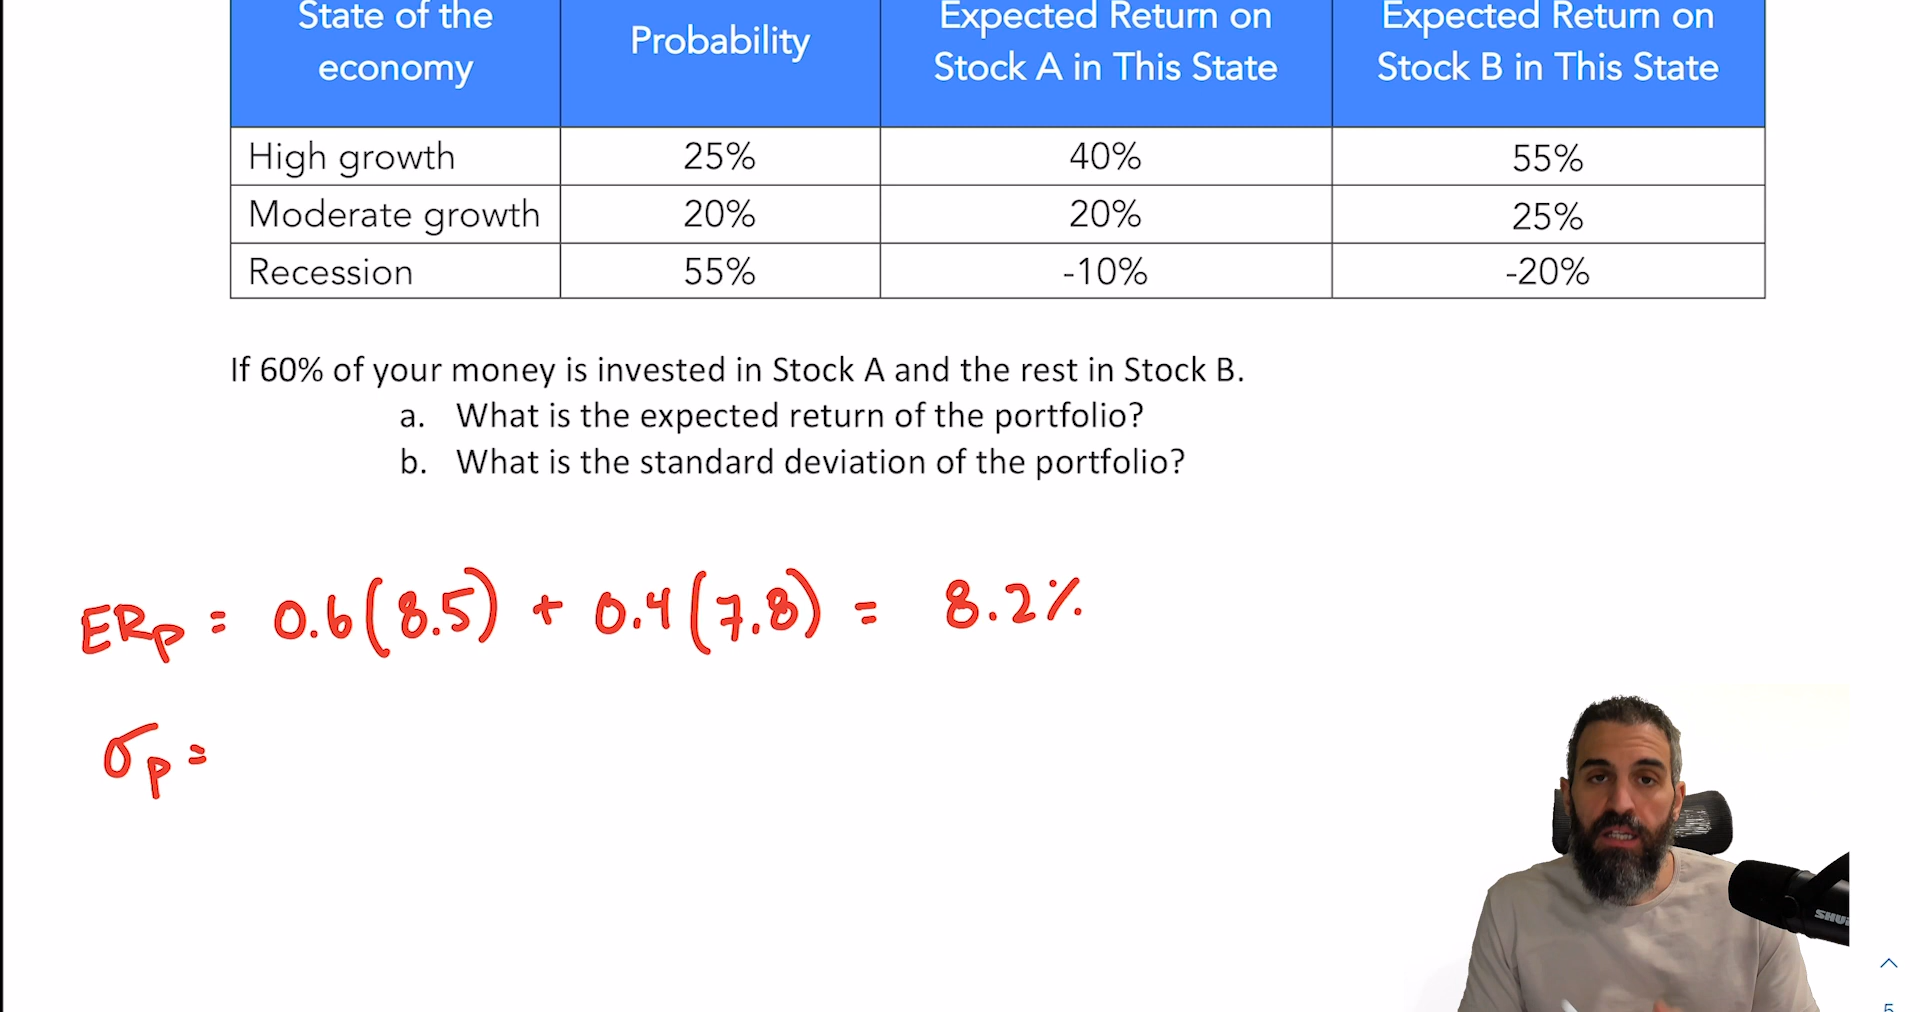 State of the economy Probability Expected Return on Stock A in This State Expected Return on Stock B in This State
High growth 25% 40% 55%
Moderate growth 20% 20% 25%
Recession 55% -10% -20%
If 60% of your money is invested in Stock A and the rest in Stock B.
a. What is the expected return of the portfolio?
b. What is the standard deviation of the portfolio?
ERp = 0.6(8.5) + 0.4(7.8) = 8.2%
σp =